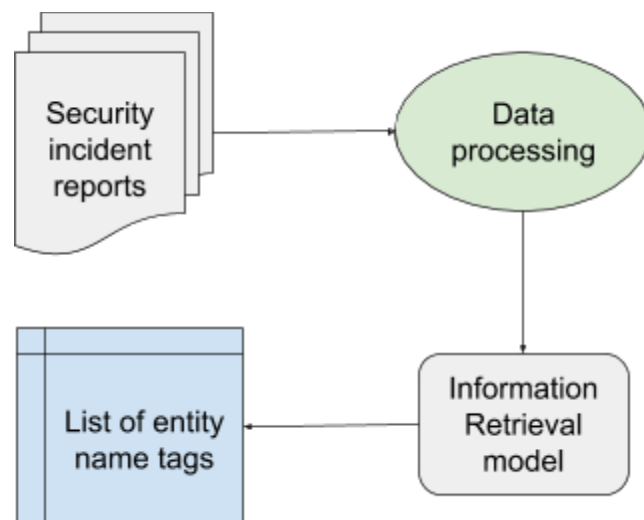 Security
incident
reports
Data
processing
Information
Retrieval
model
List of entity
name tags